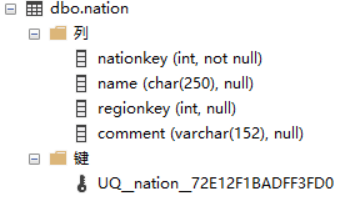 dbo.nation
列
nationkey (int, not null)
name (char(250), null)
regionkey (int, null)
comment (varchar(152), null)
键
UQ__nation__72E12F1BADFF3FD0